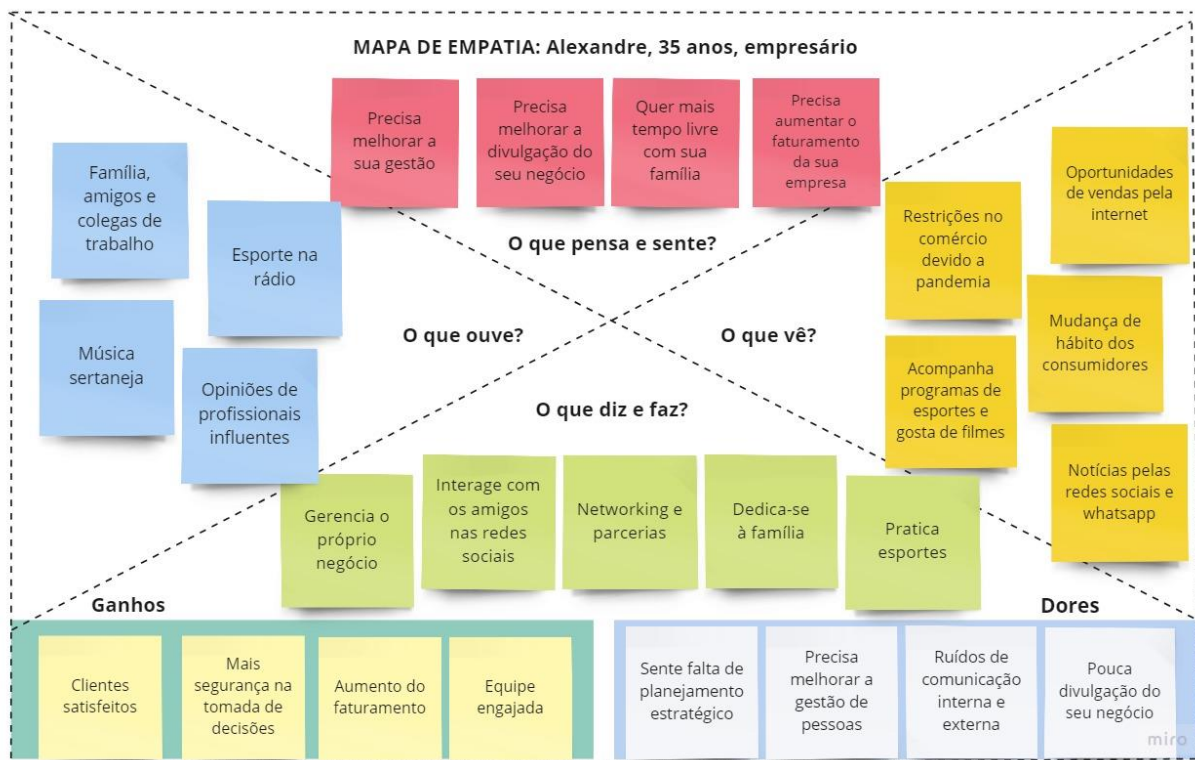 MAPA DE EMPATIA: Alexandre, 35 anos, empresário
Precisa
melhorar a
sua gestão
Precisa
melhorar a
divulgação do
seu negócio
Quer mais
tempo livre
com sua
família
Precisa
aumentar o
faturamento
da sua
empresa
O que pensa e sente?
Família,
amigos e
colegas de
trabalho
Esporte na
rádio
Música
sertaneja
Opiniões de
profissionais
influentes
O que ouve?
O que vê?
Oportunidades
de vendas pela
internet
Restrições no
comércio
devido a
pandemia
Mudança de
hábito dos
consumidores
Acompanha
programas de
esportes e
gosta de filmes
Notícias pelas
redes sociais e
whatsapp
O que diz e faz?
Gerencia o
próprio
negócio
Interage com
os amigos
nas redes
sociais
Networking e
parcerias
Dedica-se
à família
Pratica
esportes
Ganhos
Clientes
satisfeitos
Mais
segurança na
tomada de
decisões
Aumento do
faturamento
Equipe
engajada
Dores
Sente falta de
planejamento
estratégico
Precisa
melhorar a
gestão de
pessoas
Ruídos de
comunicação
interna e
externa
Pouca
divulgação do
seu negócio
miro